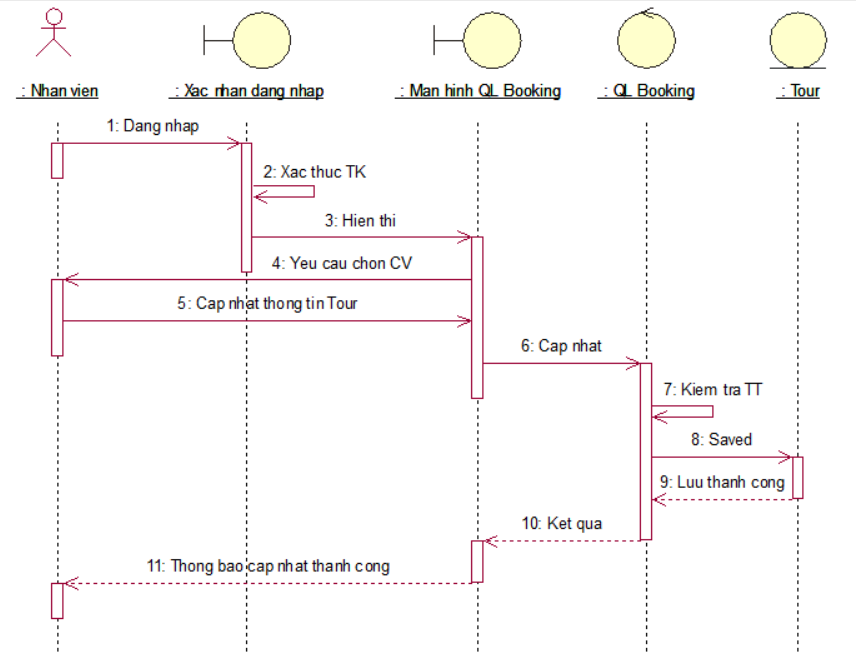 : Nhan vien
: Xac nhan dang nhap
: Man hinh QL Booking
: QL Booking
: Tour
1: Dang nhap
2: Xac thuc TK
3: Hien thi
4: Yeu cau chon CV
5: Cap nhat thong tin Tour
6: Cap nhat
7: Kiem tra TT
8: Saved
9: Luu thanh cong
10: Ket qua
11: Thong bao cap nhat thanh cong